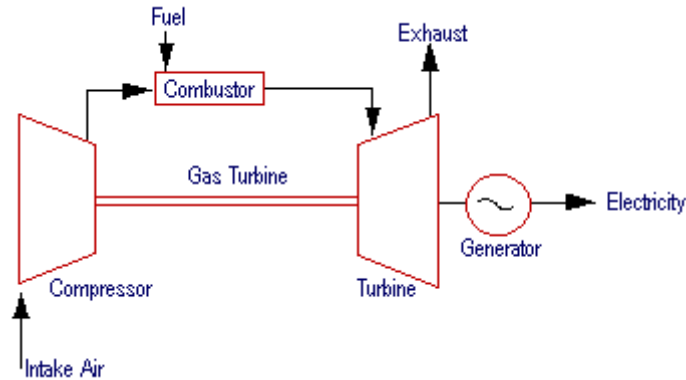 Fuel
Exhaust
Combustor
Gas Turbine
Electricity
Generator
Compressor
Turbine
Intake Air